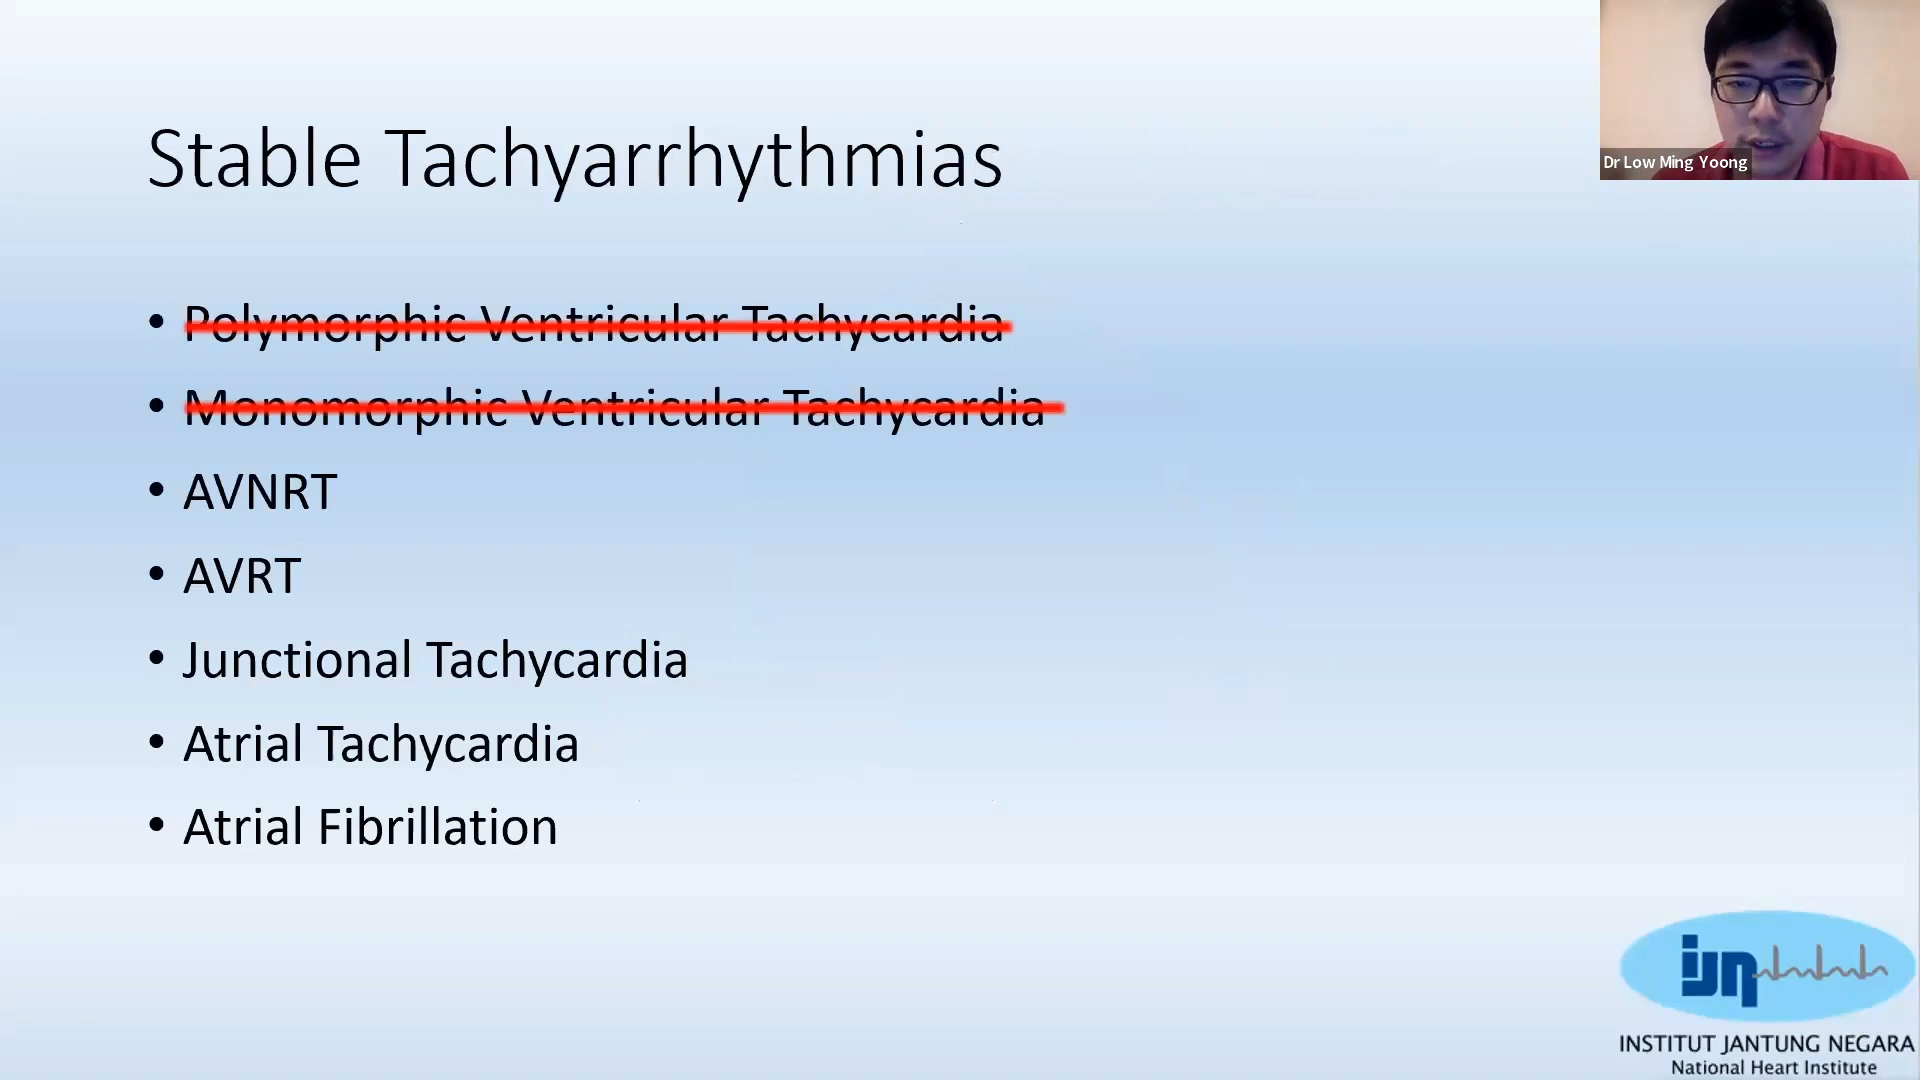 Dr Low Ming Yoong
Stable Tachyarrhythmias
• Polymorphic Ventricular Tachycardia
• Monomorphic Ventricular Tachycardia
• AVNRT
• AVRT
• Junctional Tachycardia
• Atrial Tachycardia
• Atrial Fibrillation
ijn
INSTITUT JANTUNG NEGARA
National Heart Institute